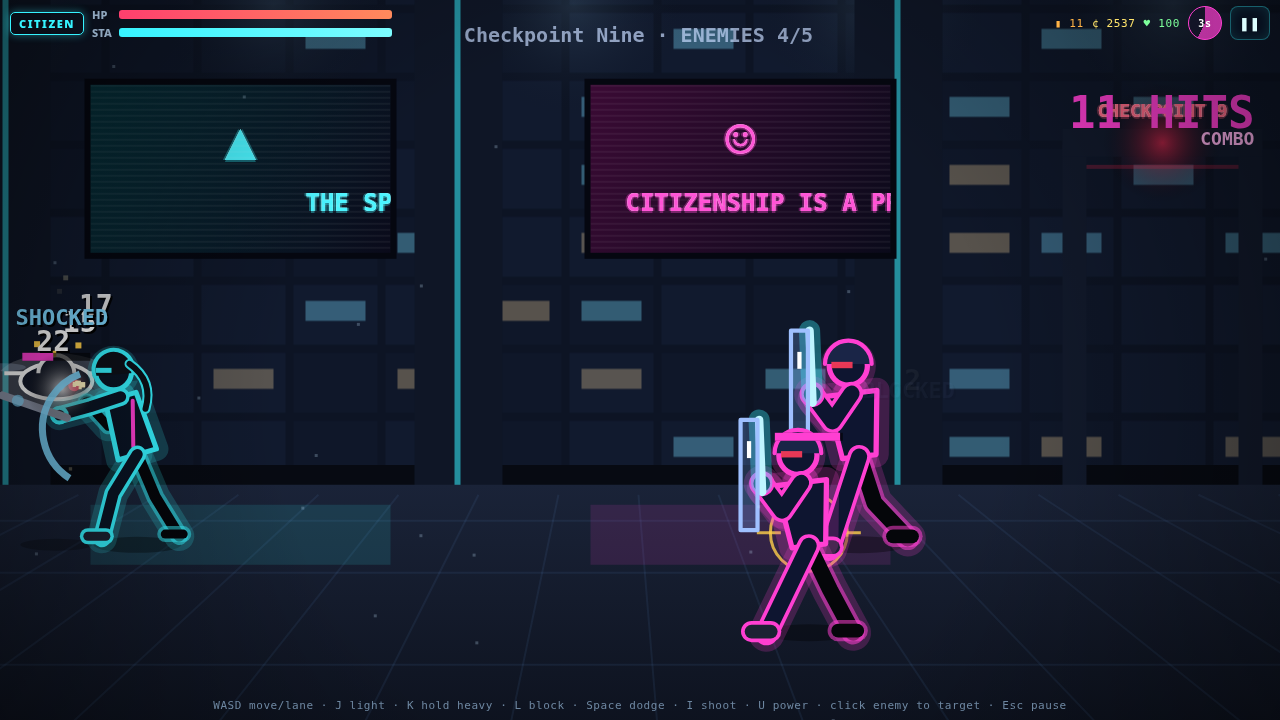 CITIZEN
HP
STA
Checkpoint Nine · ENEMIES 4/5
11 ¢ 2537 ♥ 100
3s
CHECKPOINT 9
11 HITS
COMBO
THE SP
CITIZENSHIP IS A
17
SHOCKED
22
WASD move/lane · J light · K hold heavy · L block · Space dodge · I shoot · U power · click enemy to target · Esc pause